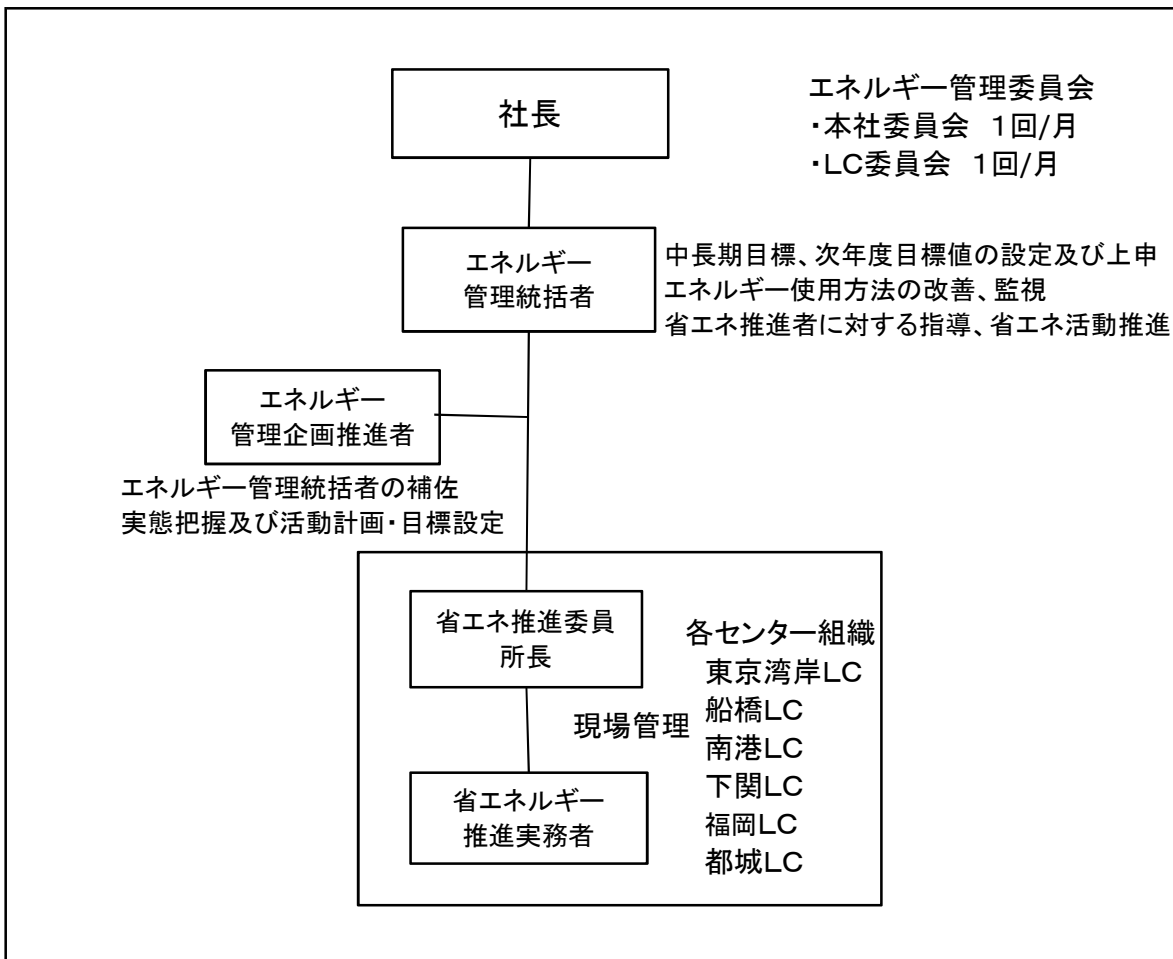 社長
エネルギー管理委員会
・本社委員会　1回/月
・LC委員会　1回/月
エネルギー
管理統括者
中長期目標、次年度目標値の設定及び上申
エネルギー使用方法の改善、監視
省エネ推進者に対する指導、省エネ活動推進
エネルギー
管理企画推進者
エネルギー管理統括者の補佐
実態把握及び活動計画・目標設定
省エネ推進委員
所長
現場管理
省エネルギー
推進実務者
各センター組織
東京湾岸LC
船橋LC
南港LC
下関LC
福岡LC
都城LC